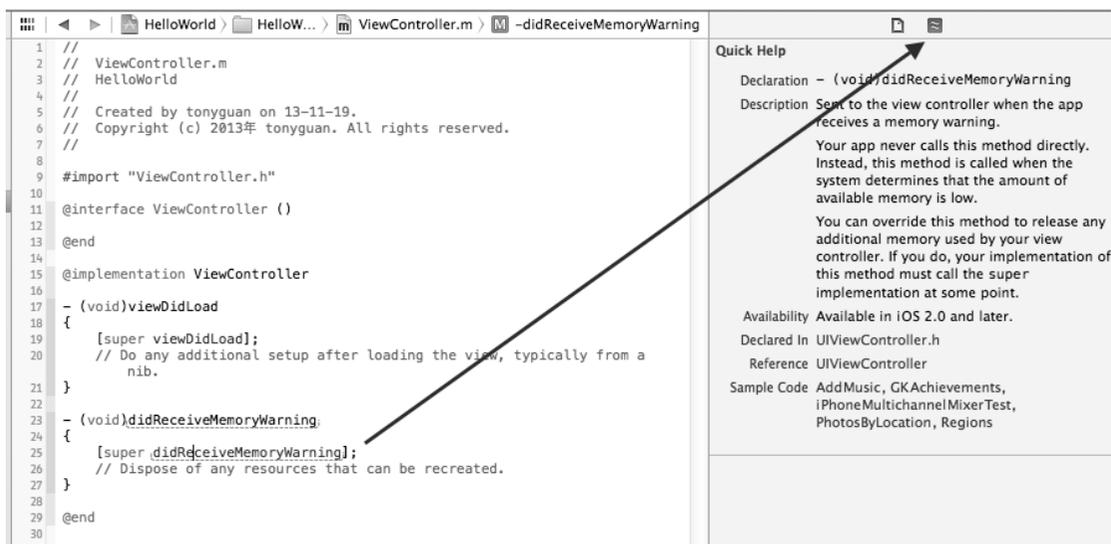 HelloWorld HelloW... m ViewController.m M -didReceiveMemoryWarning
1 //
2 //  ViewController.m
3 //  HelloWorld
4 //
5 //  Created by tonyguan on 13-11-19.
6 //  Copyright (c) 2013年 tonyguan. All rights reserved.
7 //
8
9 #import "ViewController.h"
10
11 @interface ViewController ()
12
13 @end
14
15 @implementation ViewController
16
17 - (void)viewDidLoad
18 {
19     [super viewDidLoad];
20     // Do any additional setup after loading the view, typically from a
nib.
21 }
22
23 - (void)didReceiveMemoryWarning
24 {
25     [super didReceiveMemoryWarning];
26     // Dispose of any resources that can be recreated.
27 }
28
29 @end
30
Quick Help
Declaration - (void)didReceiveMemoryWarning
Description Sent to the view controller when the app
receives a memory warning.
Your app never calls this method directly.
Instead, this method is called when the
system determines that the amount of
available memory is low.
You can override this method to release any
additional memory used by your view
controller. If you do, your implementation of
this method must call the super
implementation at some point.
Availability Available in iOS 2.0 and later.
Declared In UIViewController.h
Reference UIViewController
Sample Code AddMusic, GKAchievements,
iPhoneMultichannelMixerTest,
PhotosByLocation, Regions